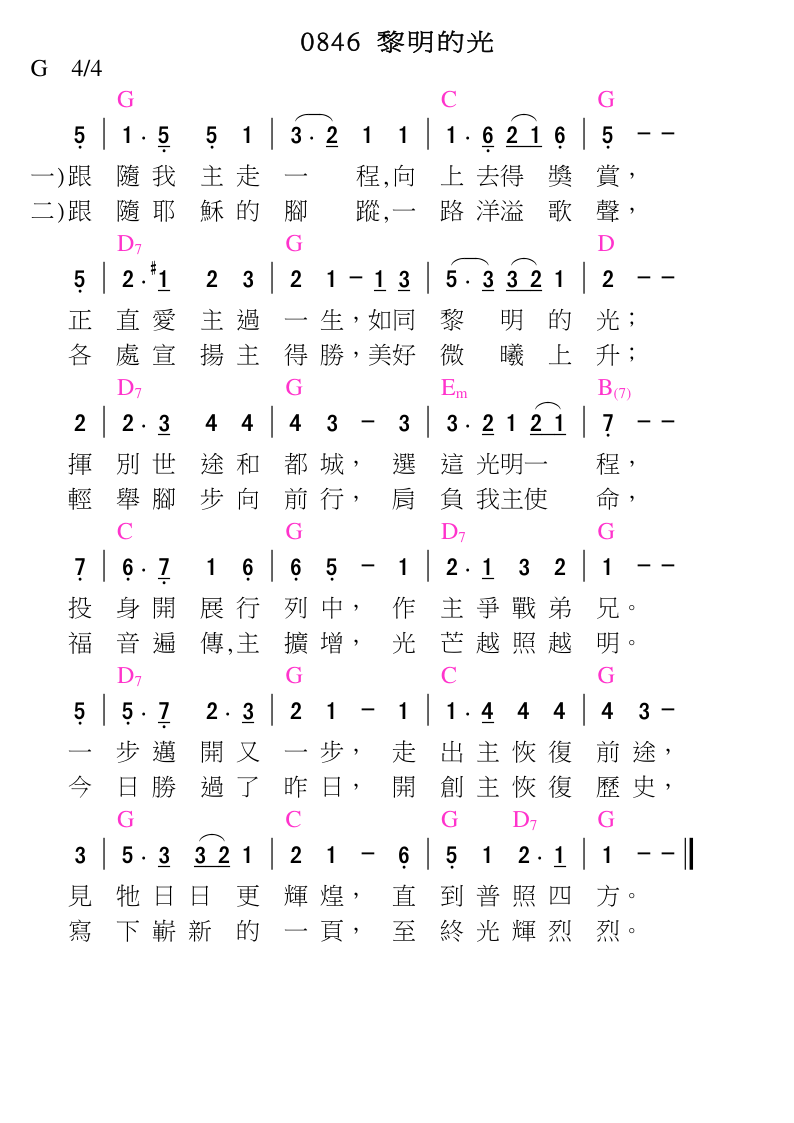 0846 黎明的光
G 4/4
G C G
5 | 1 · 5 5 1 | 3 · 2 1 1 | 1 · 6 2 1 6 | 5 － －
一)跟 隨 我 主 走 一 程,向 上 去得 獎 賞，
二)跟 隨 耶 穌 的 腳 蹤,一 路 洋溢 歌 聲，
D7 G D
5 | 2 · #1 2 3 | 2 1 － 1 3 | 5 · 3 3 2 1 | 2 － －
正 直 愛 主 過 一 生，如同 黎 明 的 光；
各 處 宣 揚 主 得 勝，美好 微 曦 上 升；
D7 G Em B(7)
2 | 2 · 3 4 4 | 4 3 － 3 | 3 · 2 1 2 1 | 7 － －
揮 別 世 途 和 都 城， 選 這 光明一 程，
輕 舉 腳 步 向 前 行， 肩 負 我主使 命，
C G D7 G
7 | 6 · 7 1 6 | 6 5 － 1 | 2 · 1 3 2 | 1 － －
投 身 開 展 行 列 中， 作 主 爭 戰 弟 兄。
福 音 遍 傳,主 擴 增， 光 芒 越 照 越 明。
D7 G C G
5 | 5 · 7 2 · 3 | 2 1 － 1 | 1 · 4 4 4 | 4 3 －
一 步 邁 開 又 一 步， 走 出 主 恢 復 前 途，
今 日 勝 過 了 昨 日， 開 創 主 恢 復 歷 史，
G C G D7 G
3 | 5 · 3 3 2 1 | 2 1 － 6 | 5 1 2 · 1 | 1 － －
見 祂 日 日 更 輝 煌， 直 到 普 照 四 方。
寫 下 嶄 新 的 一 頁， 至 終 光 輝 烈 烈。